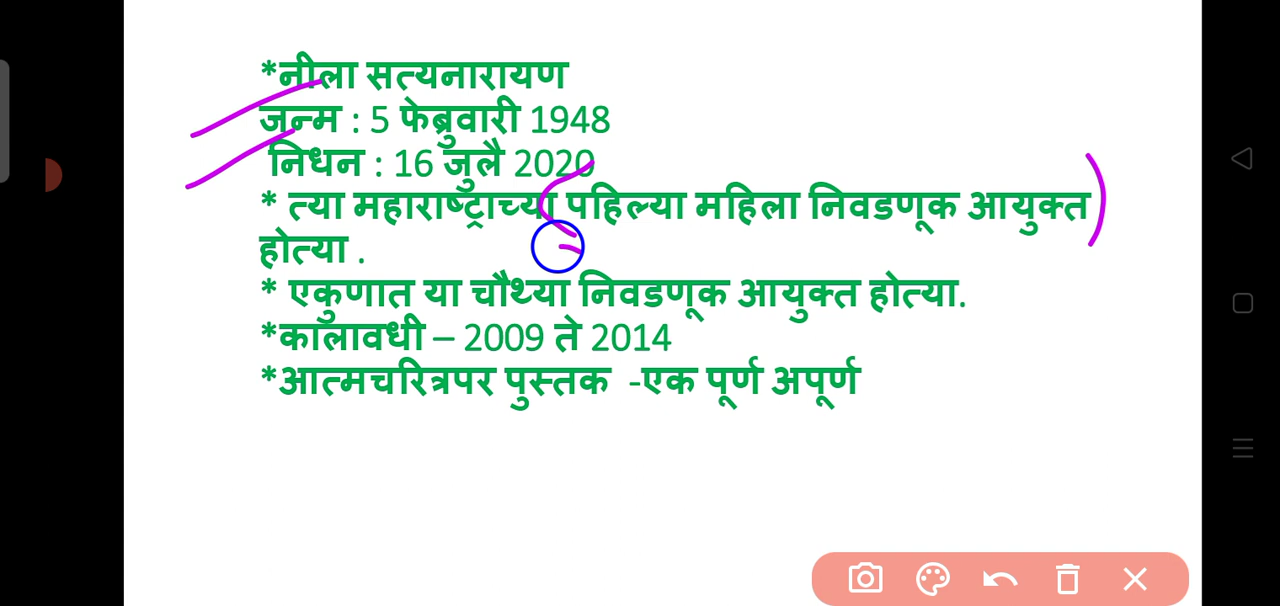 *नीला सत्यनारायण
जन्म : 5 फेब्रुवारी 1948
निधन : 16 जुलै 2020
* त्या महाराष्ट्राच्या पहिल्या महिला निवडणूक आयुक्त
होत्या .
* एकुणात या चौथ्या निवडणूक आयुक्त होत्या.
*कालावधी – 2009 ते 2014
*आत्मचरित्रपर पुस्तक -एक पूर्ण अपूर्ण